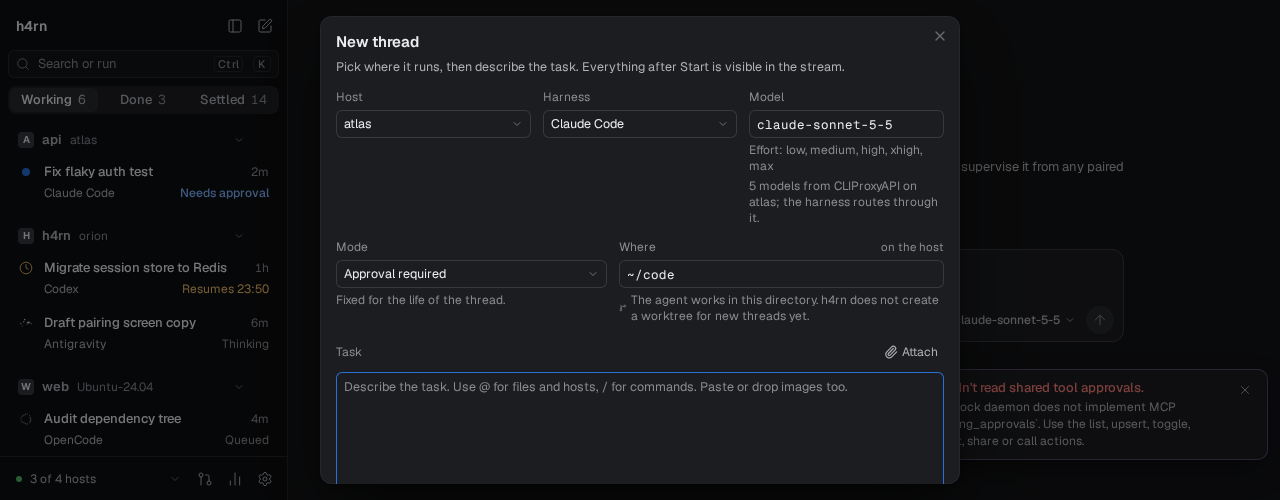 h4rn
Search or run Ctrl K
Working 6 Done 3 Settled 14
A api atlas
Fix flaky auth test 2m
Claude Code Needs approval
H h4rn orion
Migrate session store to Redis 1h
Codex Resumes 23:50
Draft pairing screen copy 6m
Antigravity Thinking
W web Ubuntu-24.04
Audit dependency tree 4m
OpenCode Queued
3 of 4 hosts
New thread
Pick where it runs, then describe the task. Everything after Start is visible in the stream.
Host Harness Model
atlas Claude Code claude-sonnet-5-5
Effort: low, medium, high, xhigh,
max
5 models from CLIProxyAPI on
atlas; the harness routes through
it.
Mode Where on the host
Approval required ~/code
Fixed for the life of the thread.
The agent works in this directory. h4rn does not create
a worktree for new threads yet.
Task Attach
Describe the task. Use @ for files and hosts, / for commands. Paste or drop images too.
supervise it from any paired
laude-sonnet-5-5
dn't read shared tool approvals.
ock daemon does not implement MCP
ng_approvals`. Use the list, upsert, toggle,
, share or call actions.